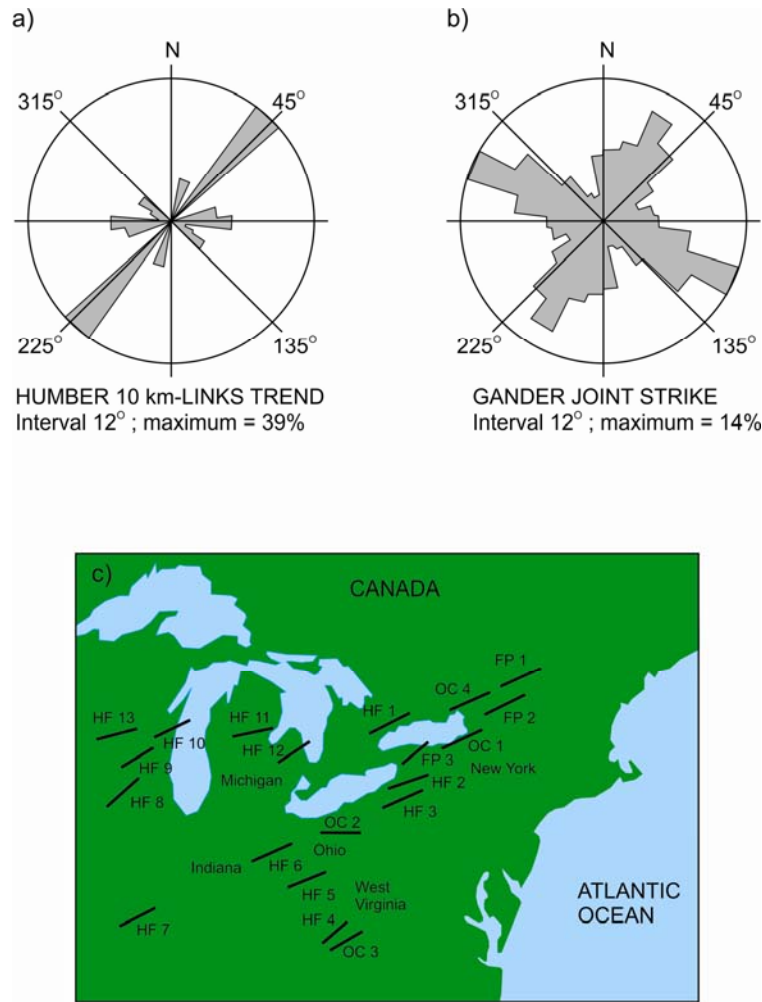 a)
N
315°
45°
225°
135°
HUMBER 10 km-LINKS TREND
Interval 12° ; maximum = 39%
b)
N
315°
45°
225°
135°
GANDER JOINT STRIKE
Interval 12° ; maximum = 14%
c)
CANADA
FP 1
OC 4
HF 1
FP 2
HF 13
HF 11
HF 10
HF 12
OC 1
HF 9
Michigan
FP 3
New York
HF 2
HF 8
HF 3
OC 2
Ohio
Indiana
HF 6
HF 5
West
Virginia
ATLANTIC
OCEAN
HF 4
HF 7
OC 3